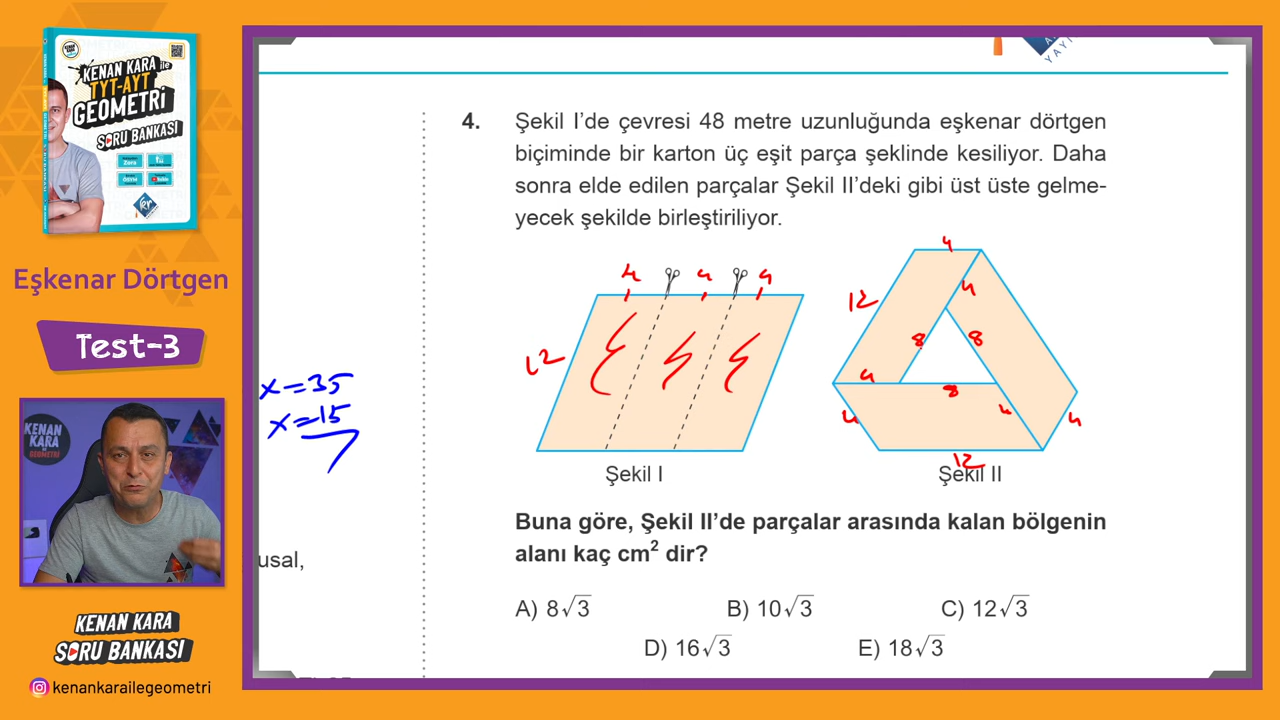 KENAN KARA ile
TYT-AYT
GEOMETRİ
SORU BANKASI
Eşkenar Dörtgen
Test-3
KENAN
KARA
GEOMETRİ
KENAN KARA
SORU BANKASI
kenankarailegeometri
x=35
x=15
usal,
YAYI
4. Şekil I’de çevresi 48 metre uzunluğunda eşkenar dörtgen
biçiminde bir karton üç eşit parça şeklinde kesiliyor. Daha
sonra elde edilen parçalar Şekil II’deki gibi üst üste gelme-
yecek şekilde birleştiriliyor.
4 4 4
12
Şekil I
4
12 4
8 8
4 8 4
4 4
12
Şekil II
Buna göre, Şekil II’de parçalar arasında kalan bölgenin
alanı kaç cm² dir?
A) 8√3 B) 10√3 C) 12√3
D) 16√3 E) 18√3